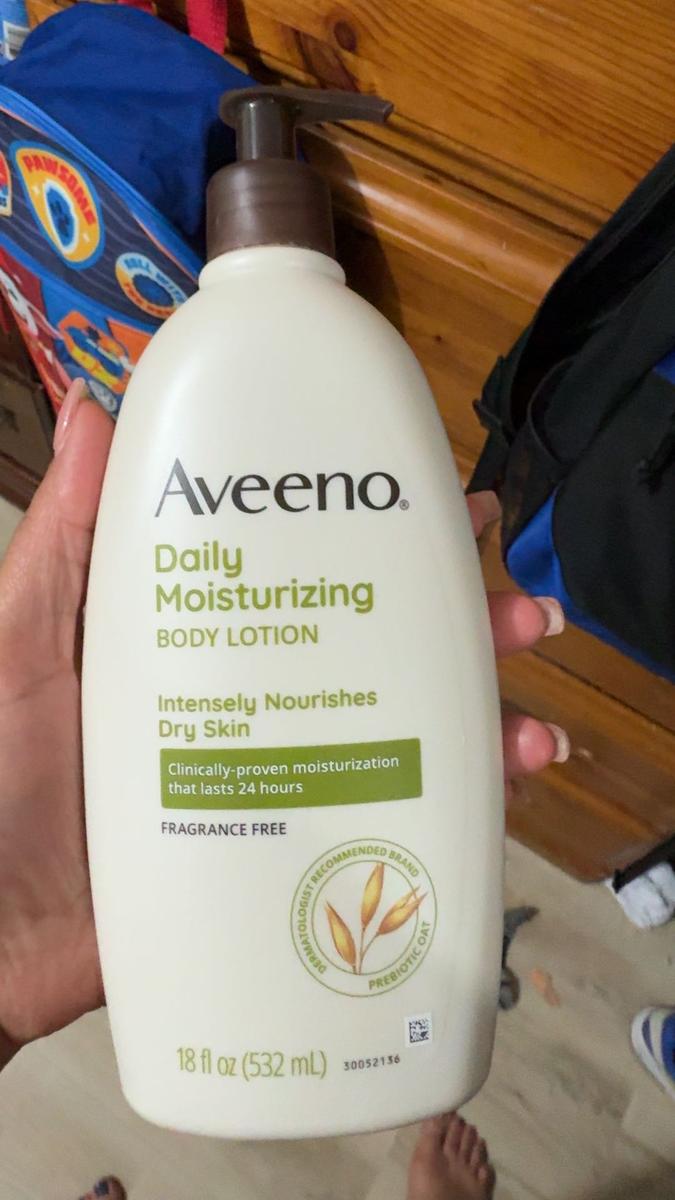 PAWSOME
Aveeno®
Daily
Moisturizing
BODY LOTION
Intensely Nourishes
Dry Skin
Clinically-proven moisturization
that lasts 24 hours
FRAGRANCE FREE
DERMATOLOGIST RECOMMENDED BRAND
PREBIOTIC OAT
18 fl oz (532 mL)
30052136